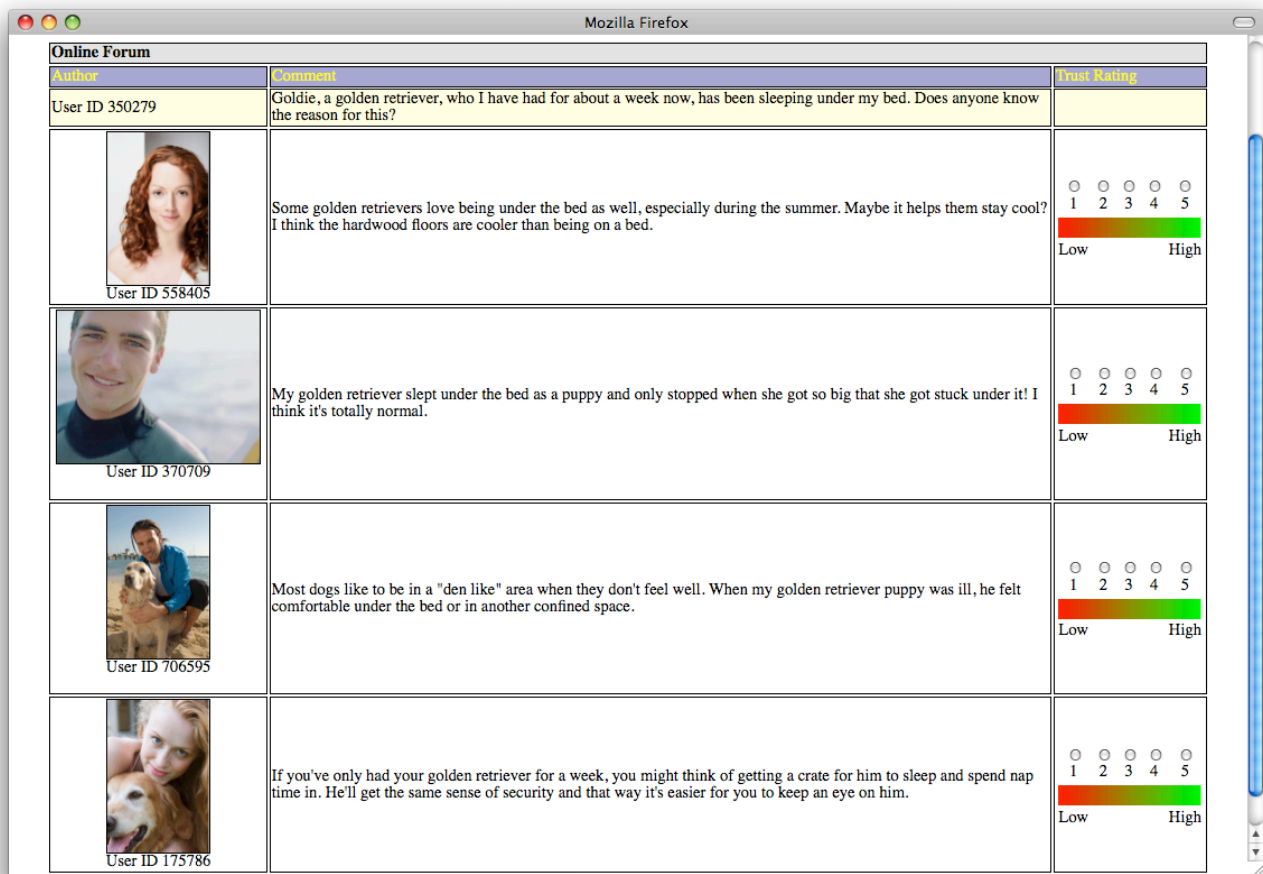 Mozilla Firefox
Online Forum
Author Comment Trust Rating
User ID 350279
Goldie, a golden retriever, who I have had for about a week now, has been sleeping under my bed. Does anyone know
the reason for this?
User ID 558405
Some golden retrievers love being under the bed as well, especially during the summer. Maybe it helps them stay cool?
I think the hardwood floors are cooler than being on a bed.
1 2 3 4 5
Low High
User ID 370709
My golden retriever slept under the bed as a puppy and only stopped when she got so big that she got stuck under it! I
think it's totally normal.
1 2 3 4 5
Low High
User ID 706595
Most dogs like to be in a "den like" area when they don't feel well. When my golden retriever puppy was ill, he felt
comfortable under the bed or in another confined space.
1 2 3 4 5
Low High
User ID 175786
If you've only had your golden retriever for a week, you might think of getting a crate for him to sleep and spend nap
time in. He'll get the same sense of security and that way it's easier for you to keep an eye on him.
1 2 3 4 5
Low High